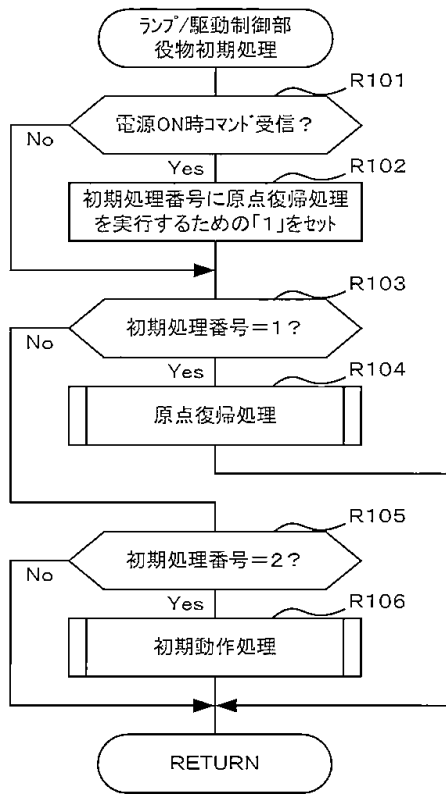 ランプ/駆動制御部
役物初期処理
R101
電源ON時コマンド受信？
No
Yes
R102
初期処理番号に原点復帰処理
を実行するための「1」をセット
R103
初期処理番号＝1？
No
Yes
R104
原点復帰処理
R105
初期処理番号＝2？
No
Yes
R106
初期動作処理
RETURN